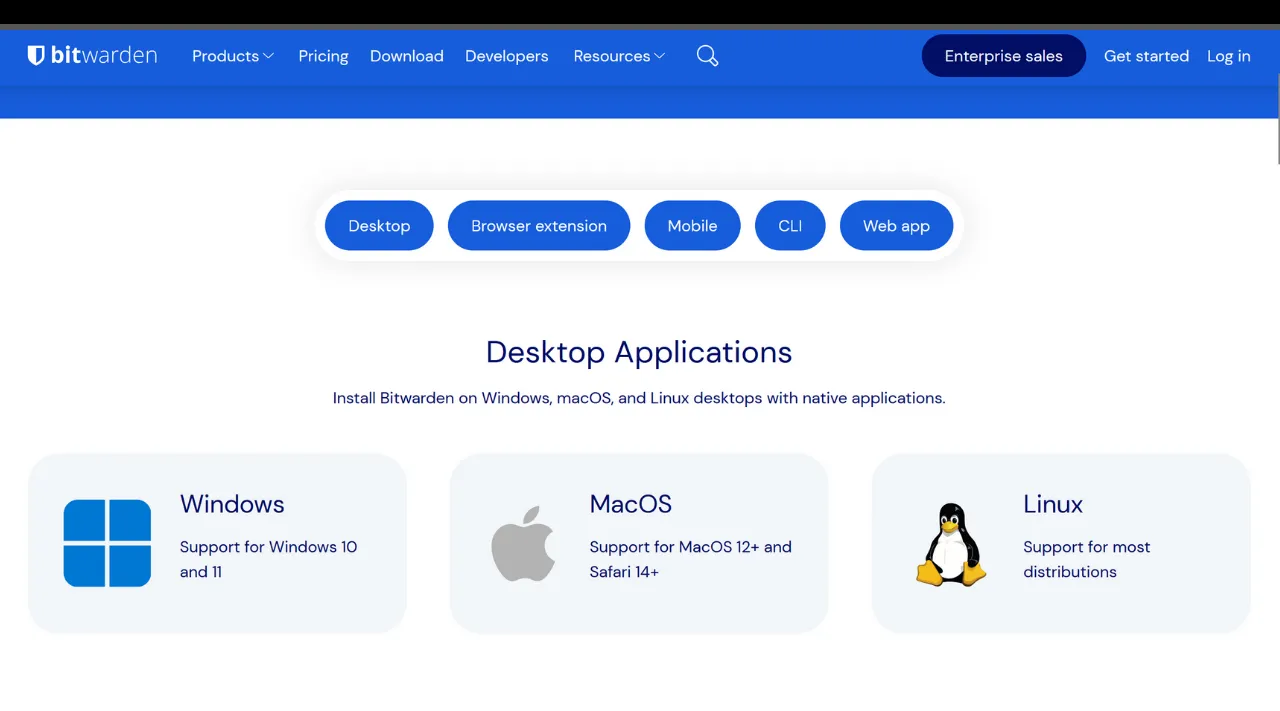 bitwarden
Products
Pricing
Download
Developers
Resources
Enterprise sales
Get started
Log in
Desktop
Browser extension
Mobile
CLI
Web app
Desktop Applications
Install Bitwarden on Windows, macOS, and Linux desktops with native applications.
Windows
Support for Windows 10
and 11
MacOS
Support for MacOS 12+ and
Safari 14+
Linux
Support for most
distributions